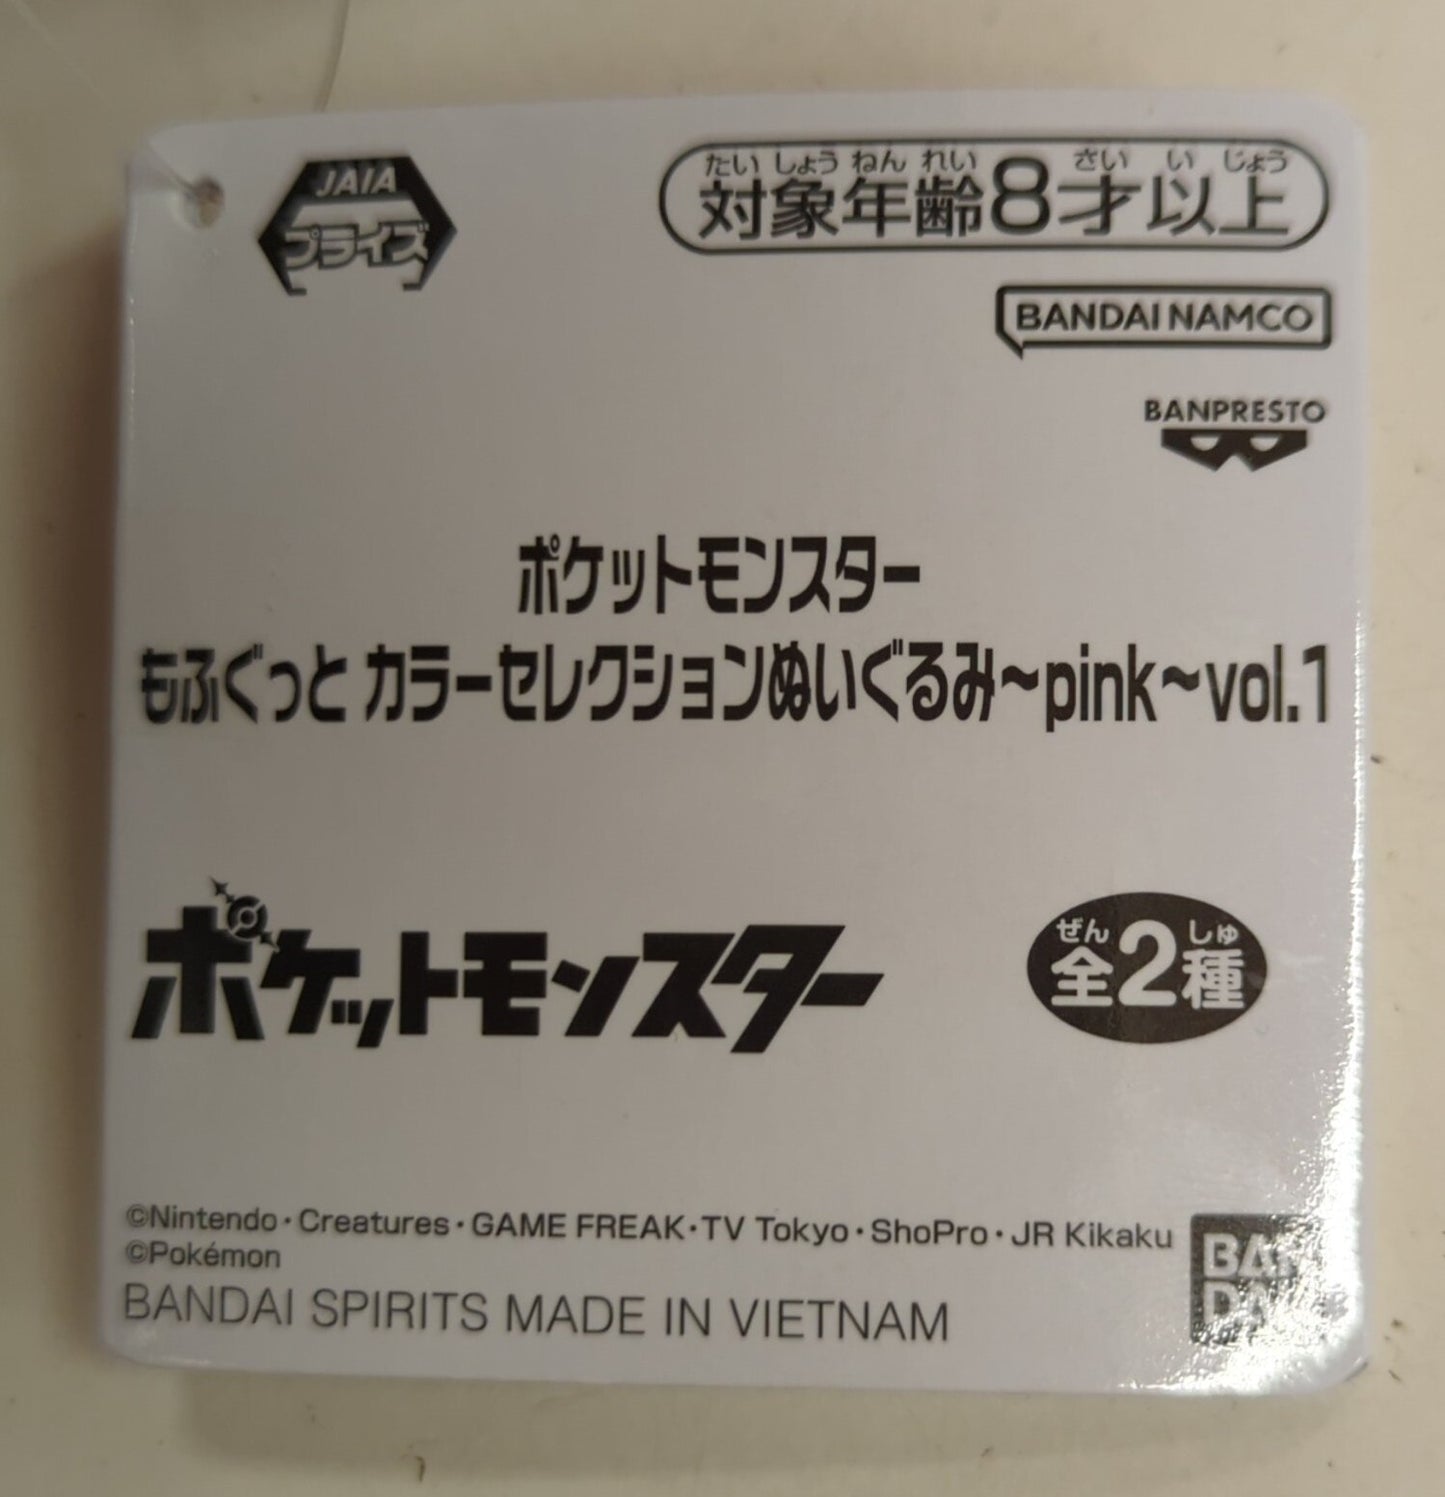 JAIA
プライズ
たいしょうねんれい さい い じょう
対象年齢8才以上
BANDAI NAMCO
BANPRESTO
ポケットモンスター
もふぐっと カラーセレクションぬいぐるみ~pink~vol.1
ポケットモンスター
ぜん しゅ
全2種
©Nintendo・Creatures・GAME FREAK・TV Tokyo・ShoPro・JR Kikaku
©Pokémon
BANDAI SPIRITS MADE IN VIETNAM
BAN
DAI